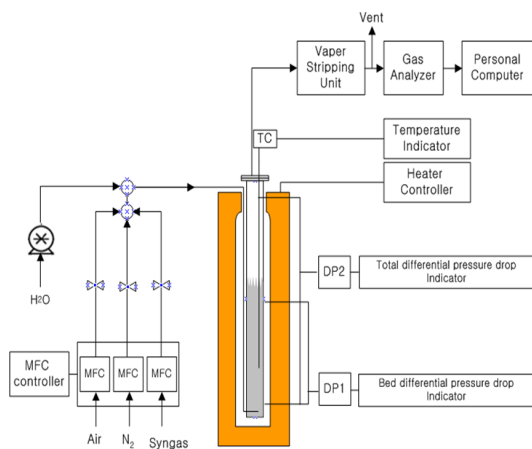 Vent
Vaper
Stripping
Unit
Gas
Analyzer
Personal
Computer
TC
Temperature
Indicator
Heater
Controller
H2O
DP2
Total differential pressure drop
Indicator
MFC
controller
MFC
MFC
MFC
DP1
Bed differential pressure drop
Indicator
Air
N2
Syngas